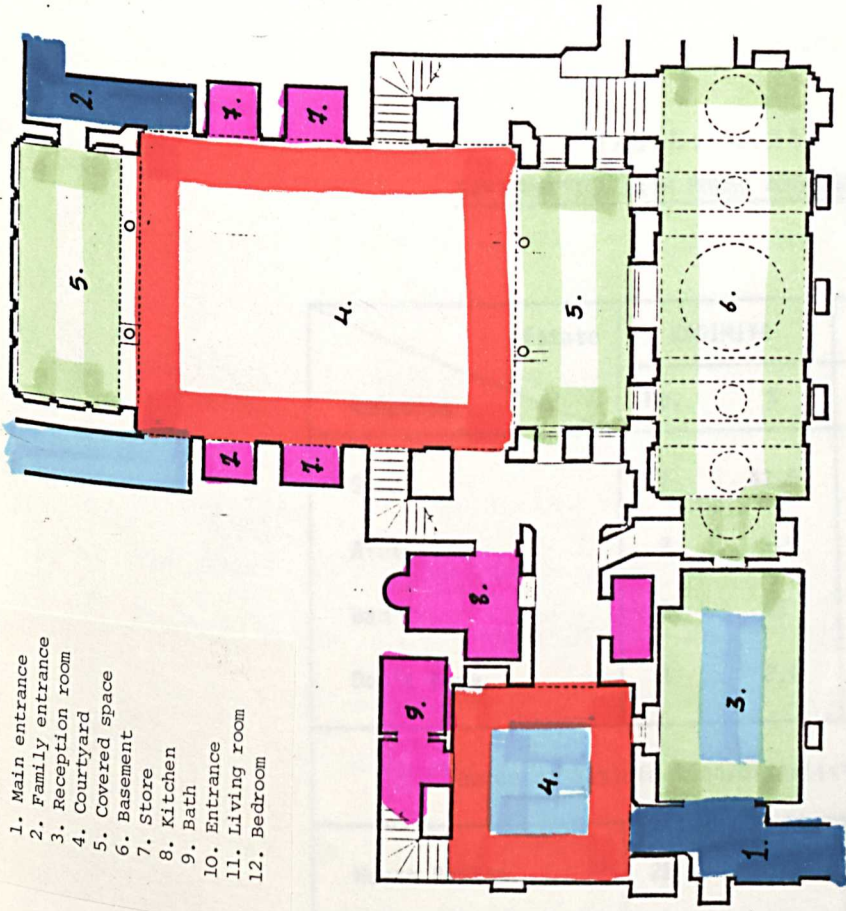 1. Main entrance
2. Family entrance
3. Reception room
4. Courtyard
5. Covered space
6. Basement
7. Store
8. Kitchen
9. Bath
10. Entrance
11. Living room
12. Bedroom
5.
2.
7.
7.
7.
7.
4.
9.
8.
4.
5.
3.
6.
1.